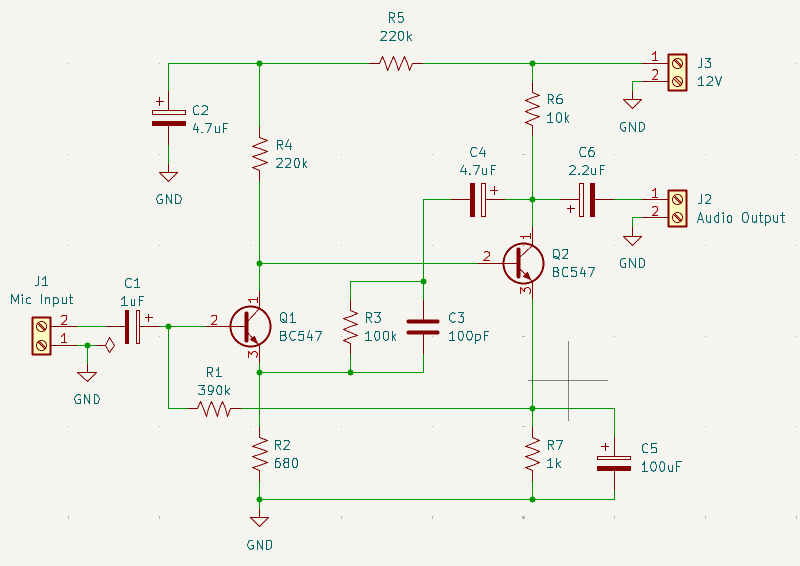 R5
220k
J3
1
2
12V
GND
+
C2
4.7uF
GND
R4
220k
R6
10k
C4
4.7uF
+
C6
2.2uF
+
J2
1
2
Audio Output
GND
1
2
3
Q2
BC547
J1
Mic Input
2
1
GND
C1
1uF
+
1
2
3
Q1
BC547
R3
100k
C3
100pF
R1
390k
R2
680
R7
1k
+
C5
100uF
GND